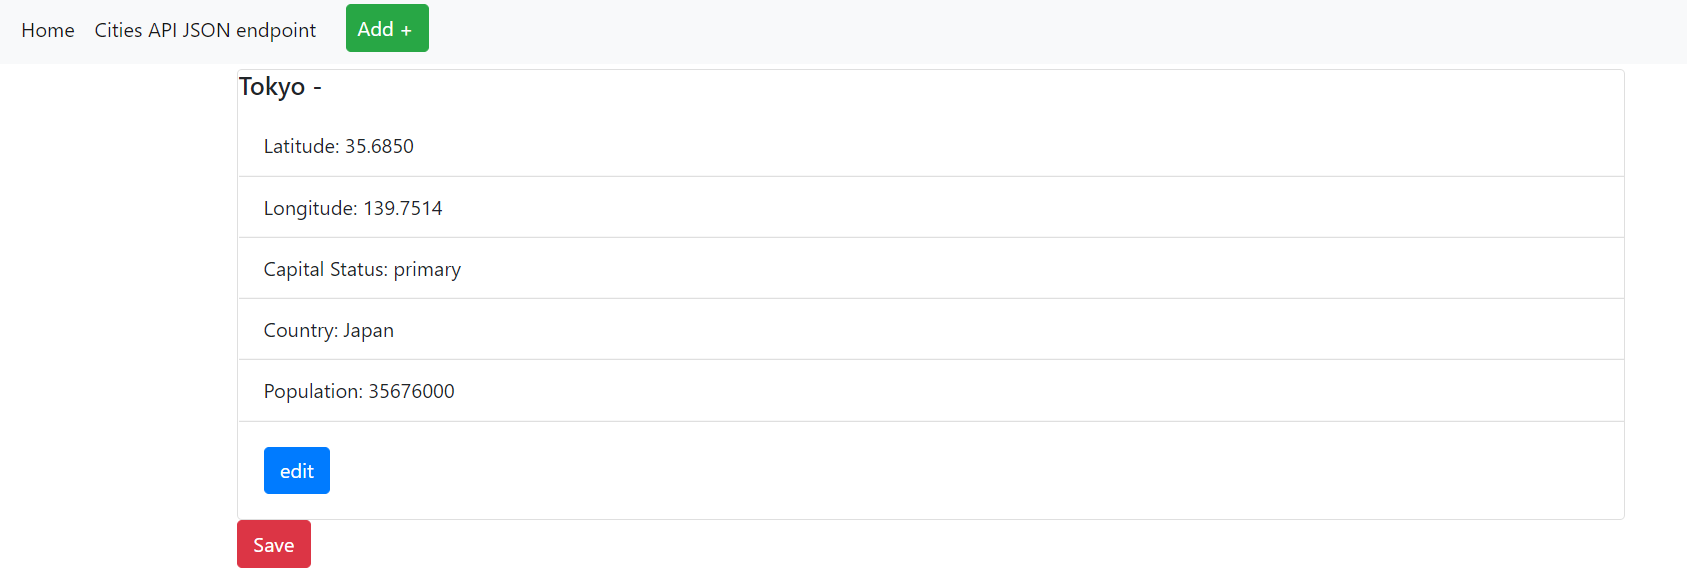 Home Cities API JSON endpoint Add +
Tokyo -
Latitude: 35.6850
Longitude: 139.7514
Capital Status: primary
Country: Japan
Population: 35676000
edit
Save